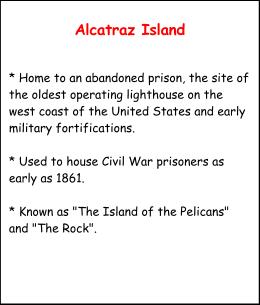 Alcatraz Island
* Home to an abandoned prison, the site of
the oldest operating lighthouse on the
west coast of the United States and early
military fortifications.
* Used to house Civil War prisoners as
early as 1861.
* Known as "The Island of the Pelicans"
and "The Rock".